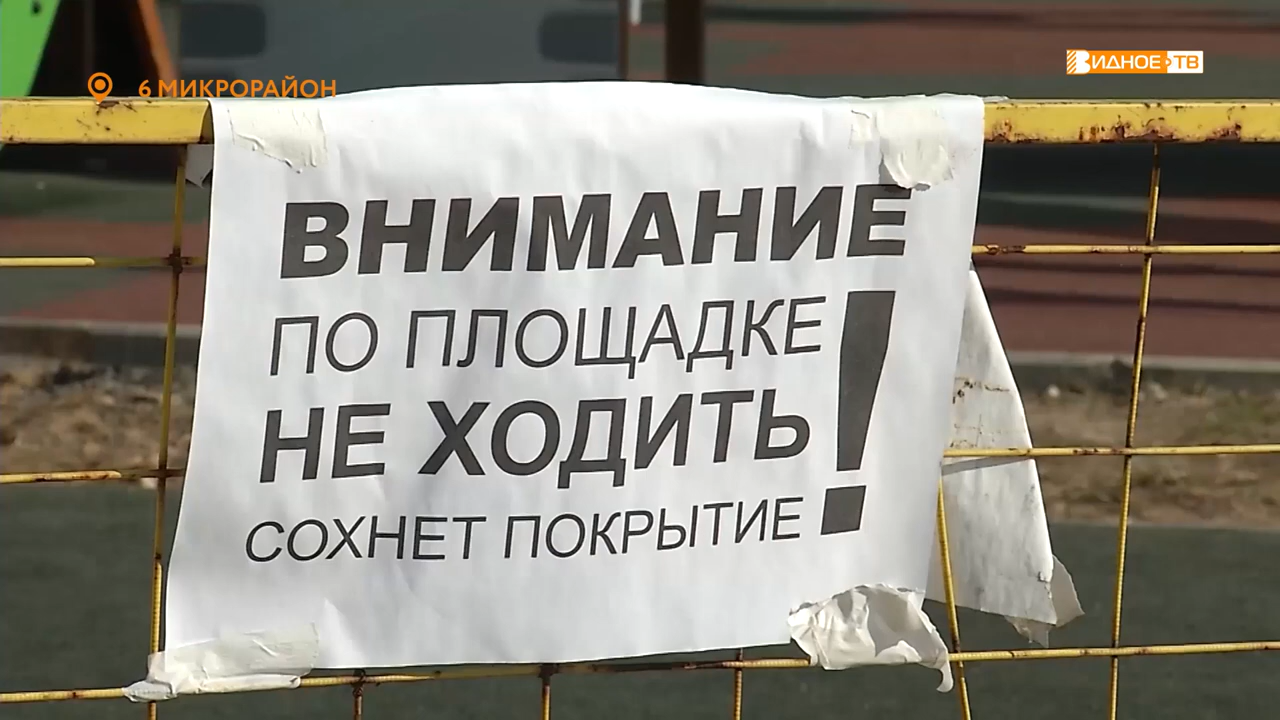 6 МИКРОРАЙОН
ВИДНОЕ ТВ
ВНИМАНИЕ
ПО ПЛОЩАДКЕ
НЕ ХОДИТЬ!
СОХНЕТ ПОКРЫТИЕ